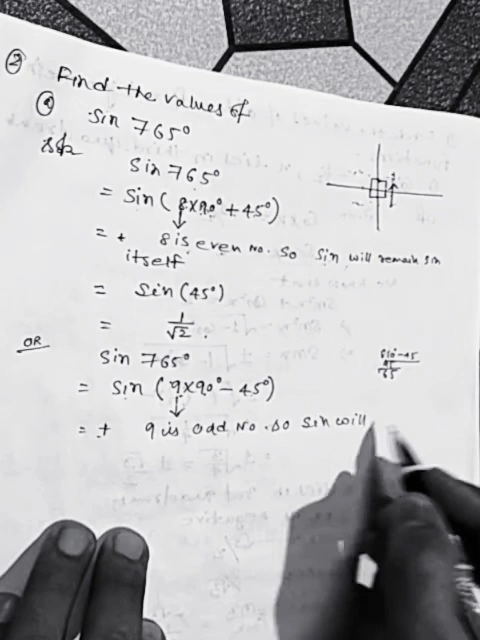 ② Find the values of
ⓐ Sin 765°
Sin 765°
= Sin (8×90°+45°)
= + 8 is even no. So Sin will remain sin
itself
= Sin (45°)
= 1/√2.
OR
Sin 765°
= Sin (9×90°-45°)
= + 9 is odd No. So Sin will
810-45